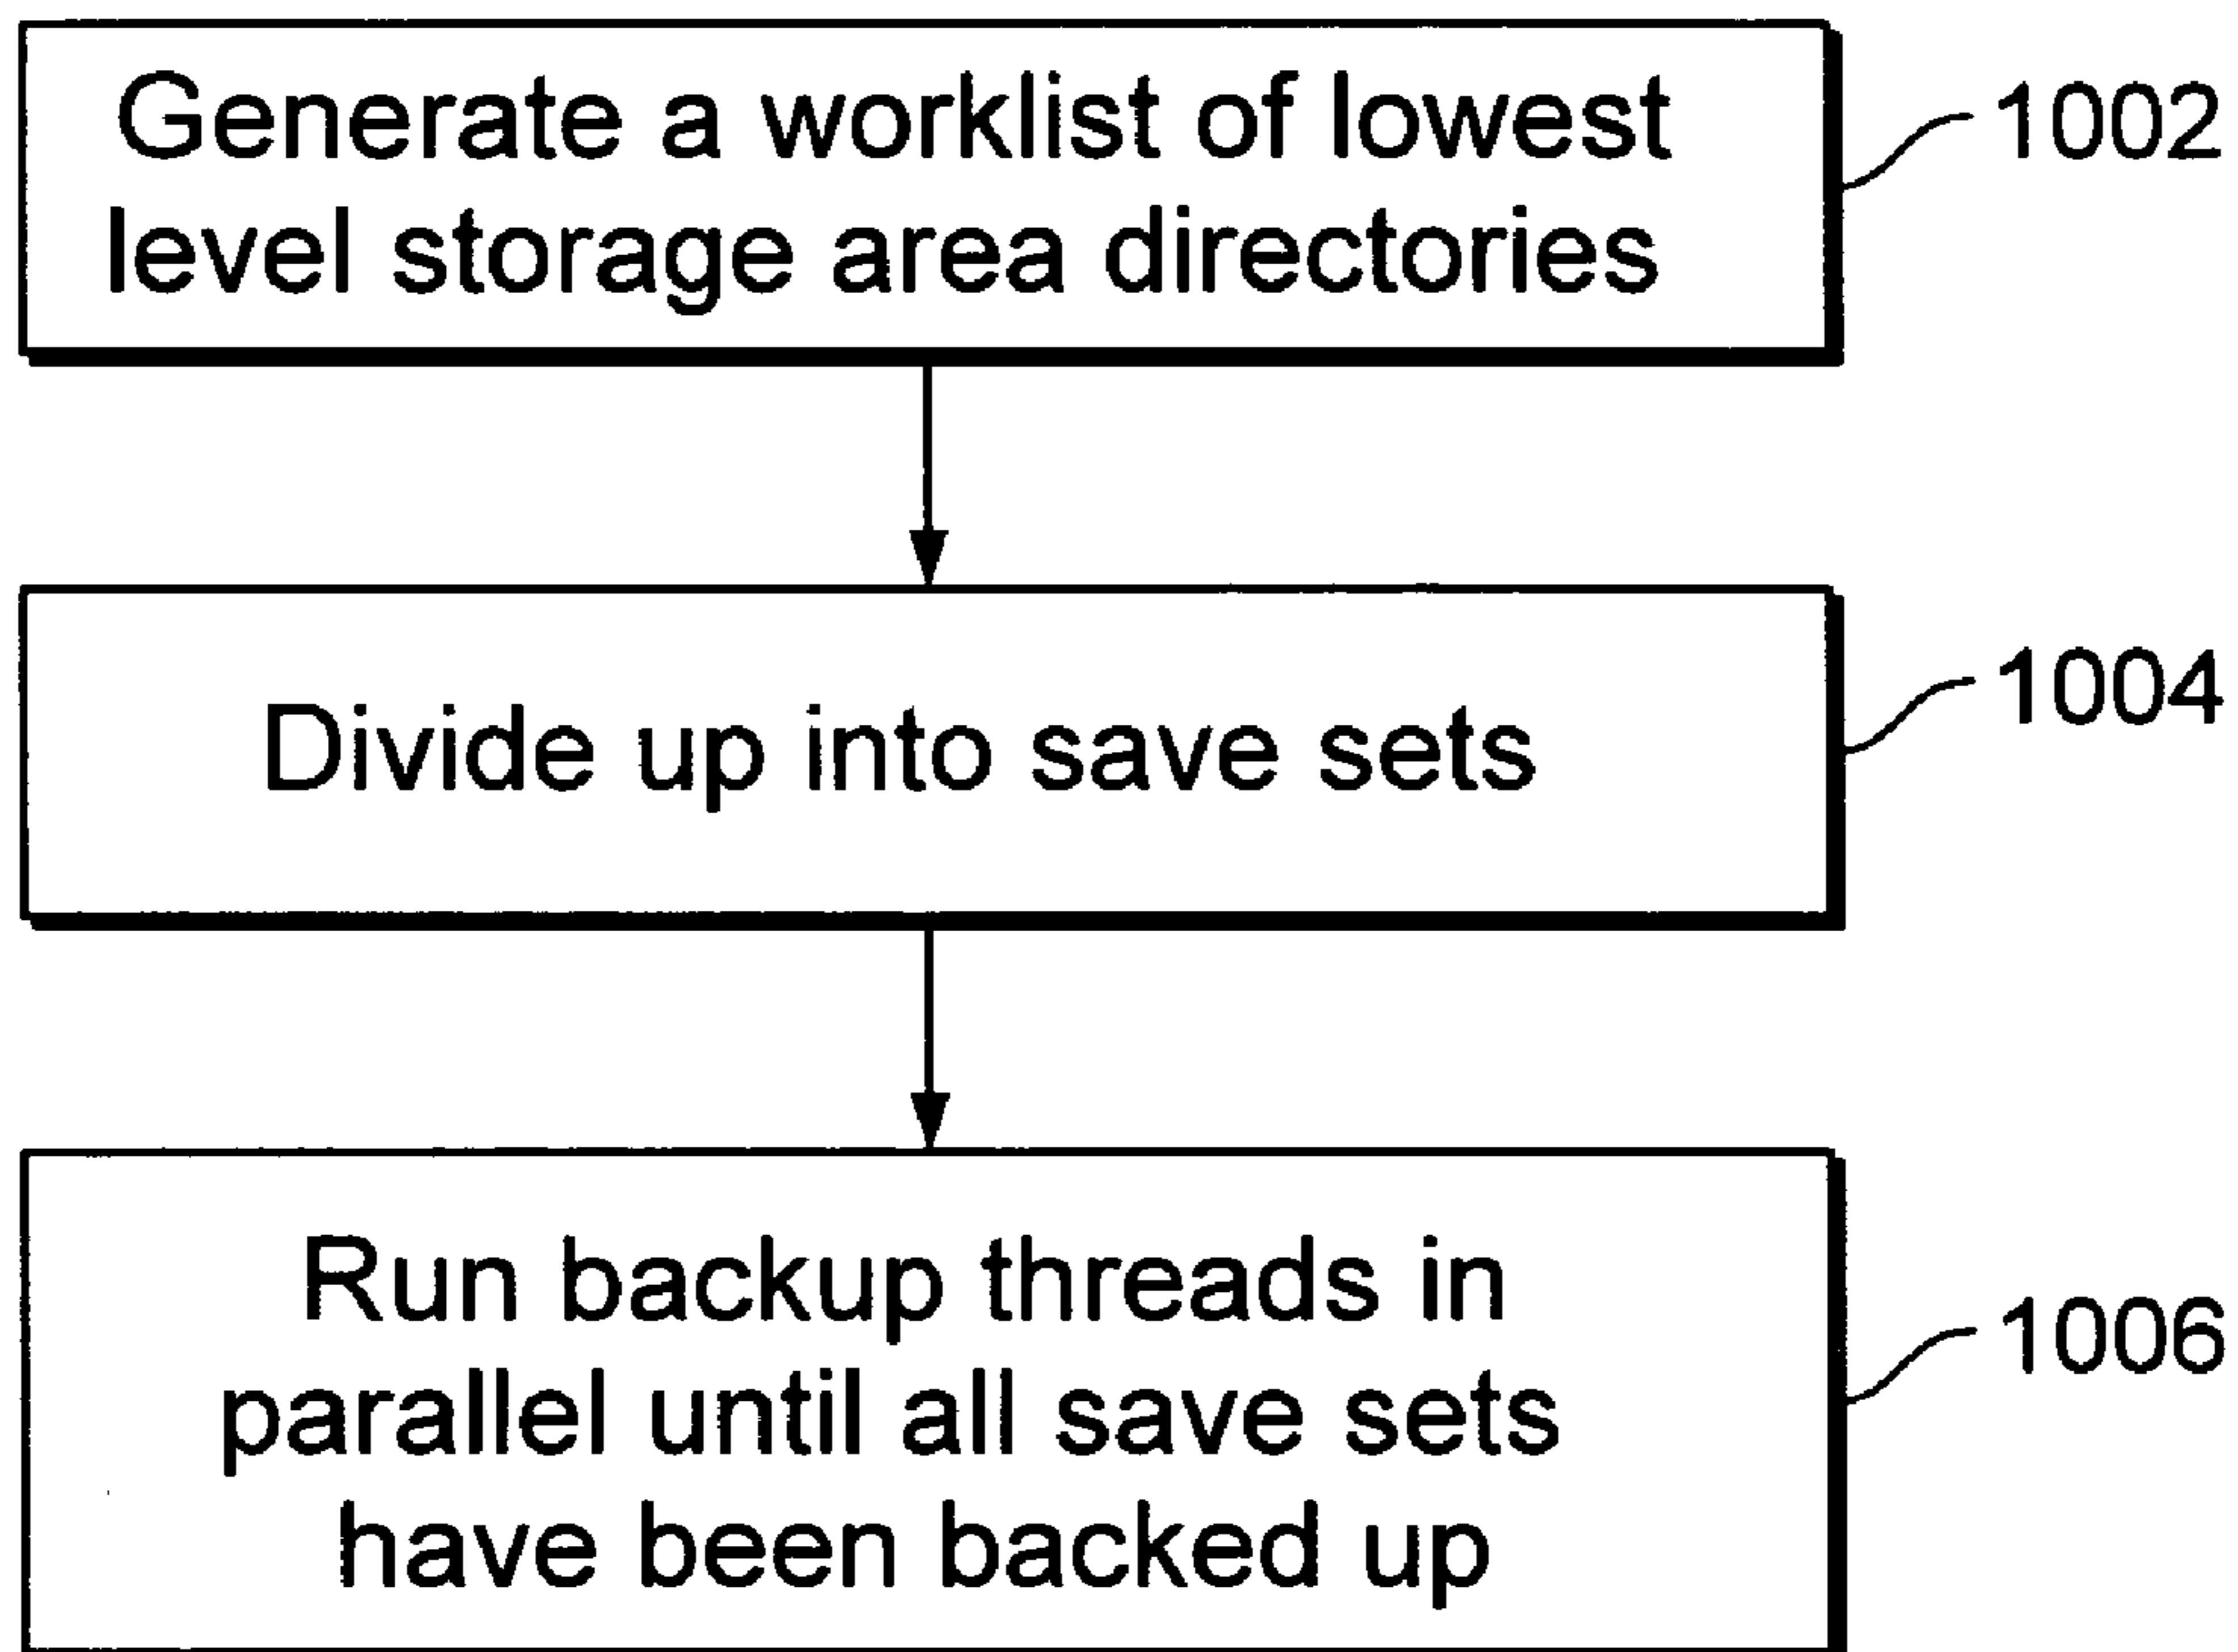 Generate a worklist of lowest
level storage area directories
1002
Divide up into save sets
1004
Run backup threads in
parallel until all save sets
have been backed up
1006